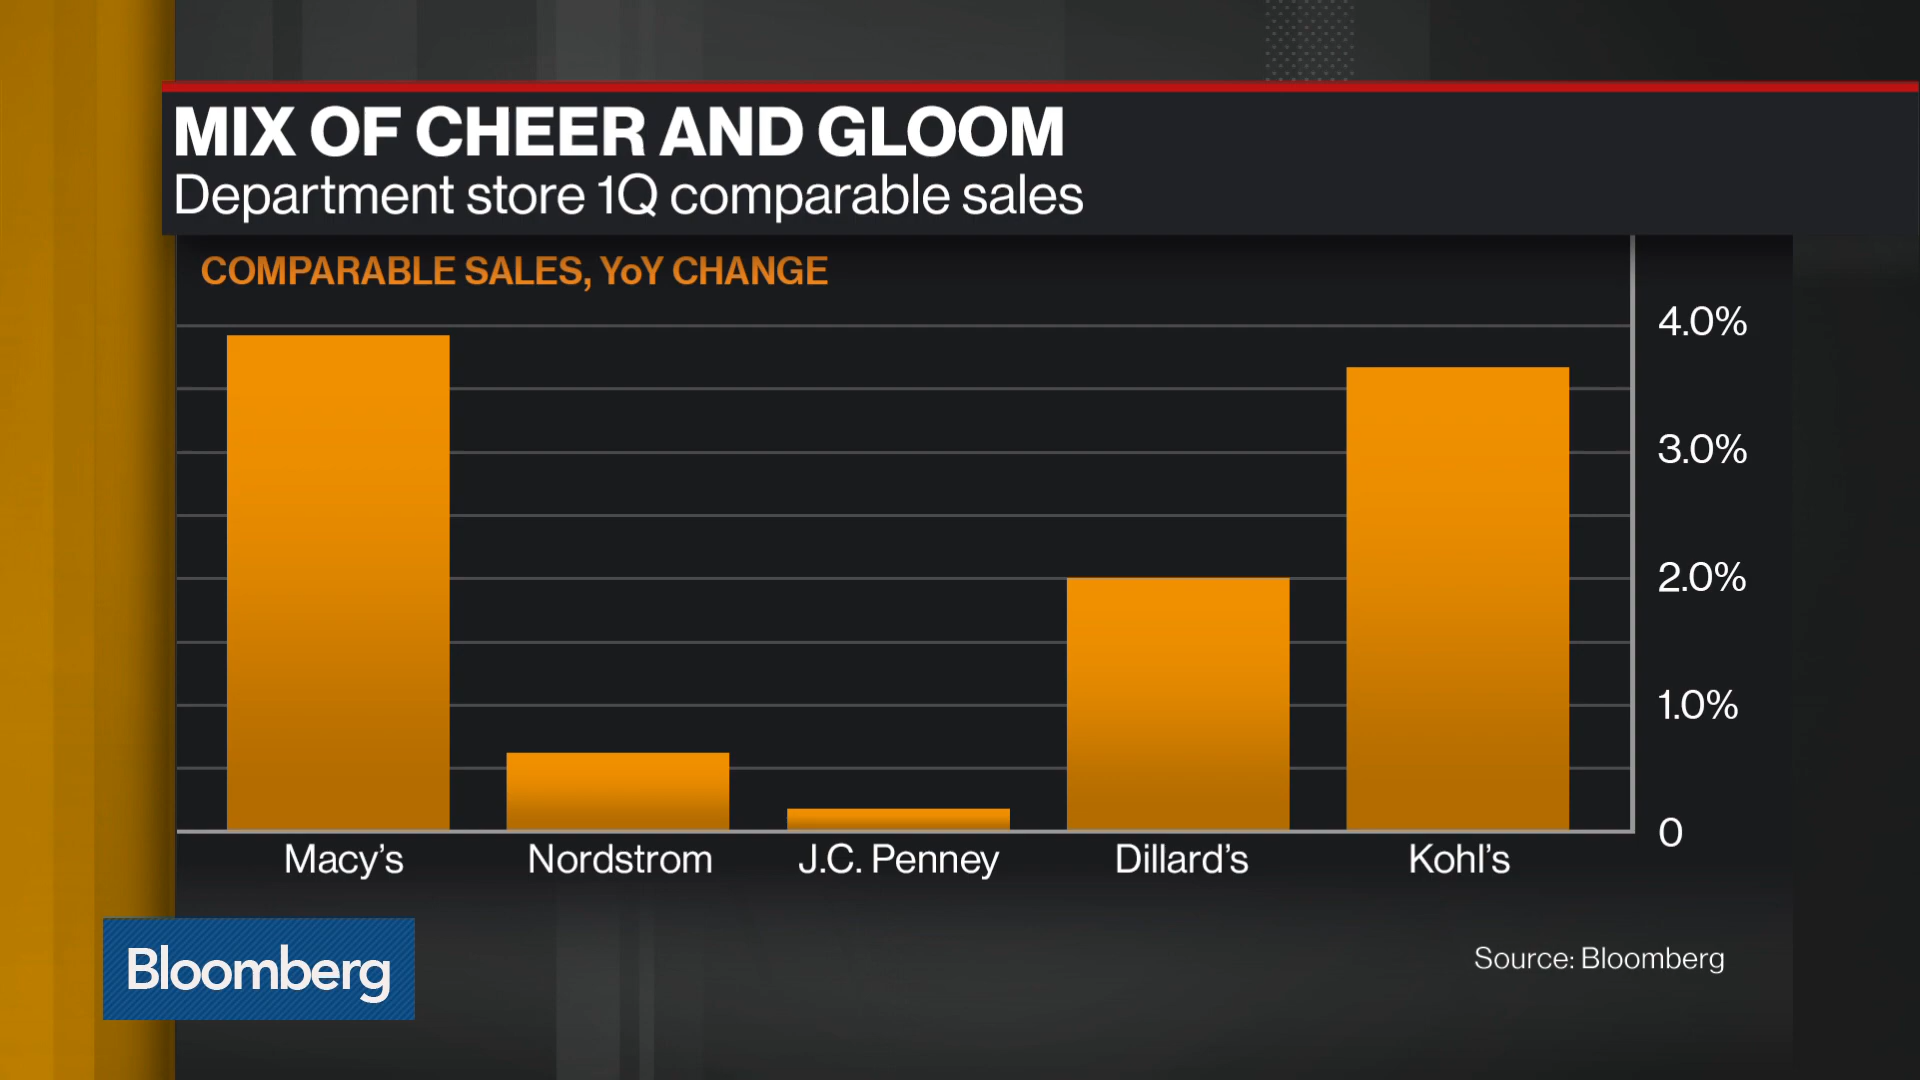 MIX OF CHEER AND GLOOM
Department store 1Q comparable sales
COMPARABLE SALES, YoY CHANGE
4.0%
3.0%
2.0%
1.0%
0
Macy's Nordstrom J.C. Penney Dillard's Kohl's
Bloomberg
Source: Bloomberg